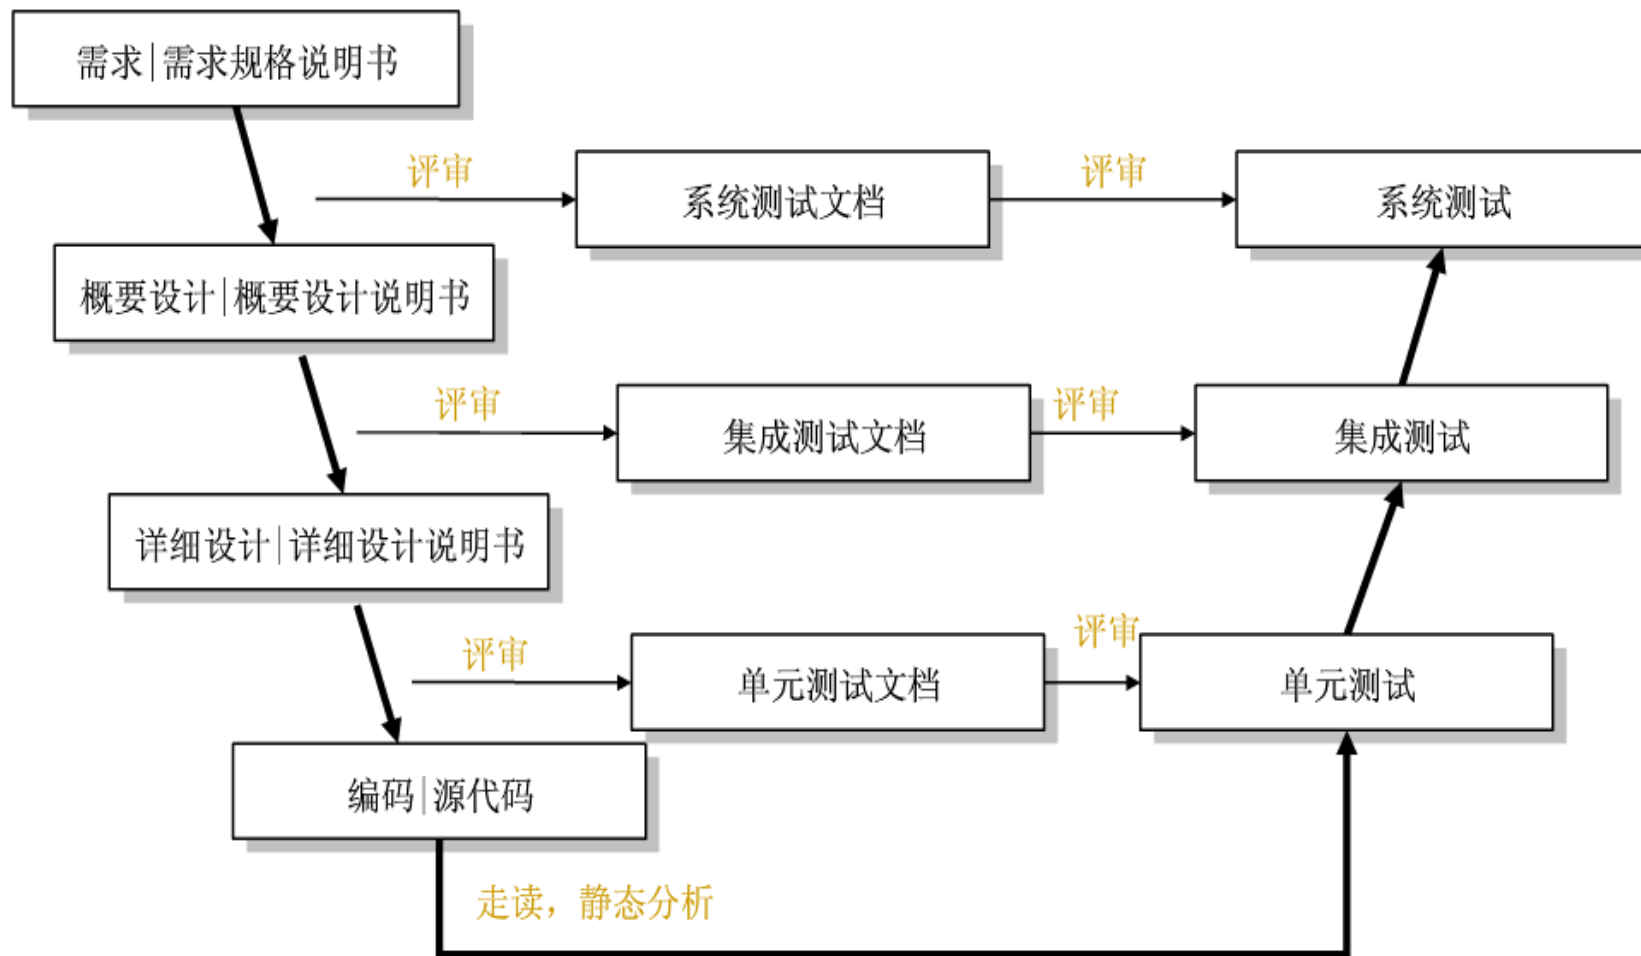 需求|需求规格说明书
评审
系统测试文档
评审
系统测试
概要设计|概要设计说明书
评审
集成测试文档
评审
集成测试
详细设计|详细设计说明书
评审
单元测试文档
评审
单元测试
编码|源代码
走读，静态分析